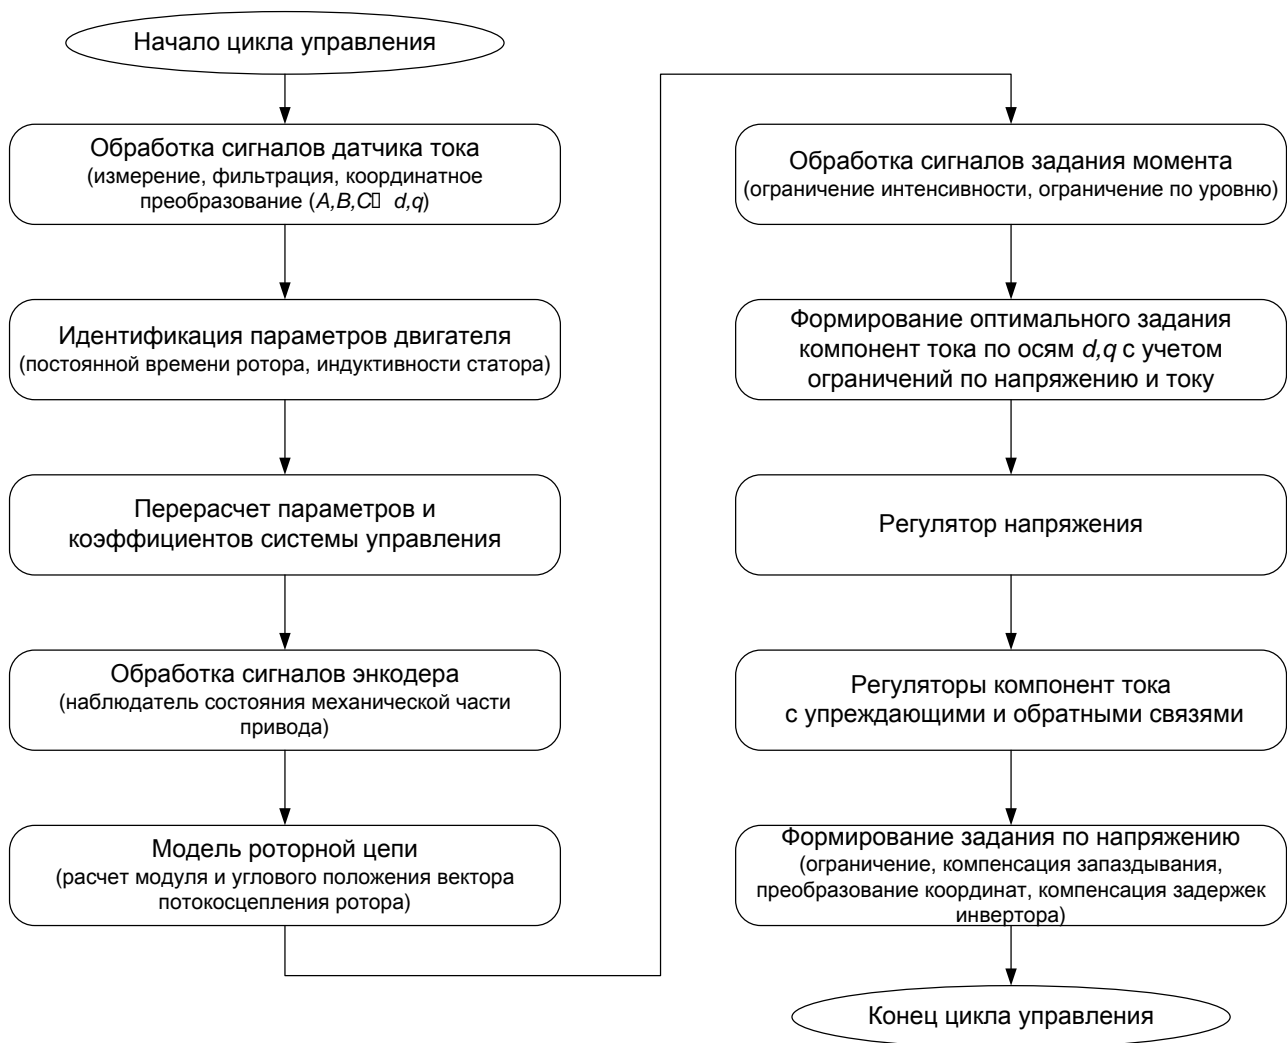 Начало цикла управления
Обработка сигналов датчика тока
(измерение, фильтрация, координатное
преобразование (A,B,C▯ d,q)
Идентификация параметров двигателя
(постоянной времени ротора, индуктивности статора)
Перерасчет параметров и
коэффициентов системы управления
Обработка сигналов энкодера
(наблюдатель состояния механической части
привода)
Модель роторной цепи
(расчет модуля и углового положения вектора
потокосцепления ротора)
Обработка сигналов задания момента
(ограничение интенсивности, ограничение по уровню)
Формирование оптимального задания
компонент тока по осям d,q с учетом
ограничений по напряжению и току
Регулятор напряжения
Регуляторы компонент тока
с упреждающими и обратными связями
Формирование задания по напряжению
(ограничение, компенсация запаздывания,
преобразование координат, компенсация задержек
инвертора)
Конец цикла управления